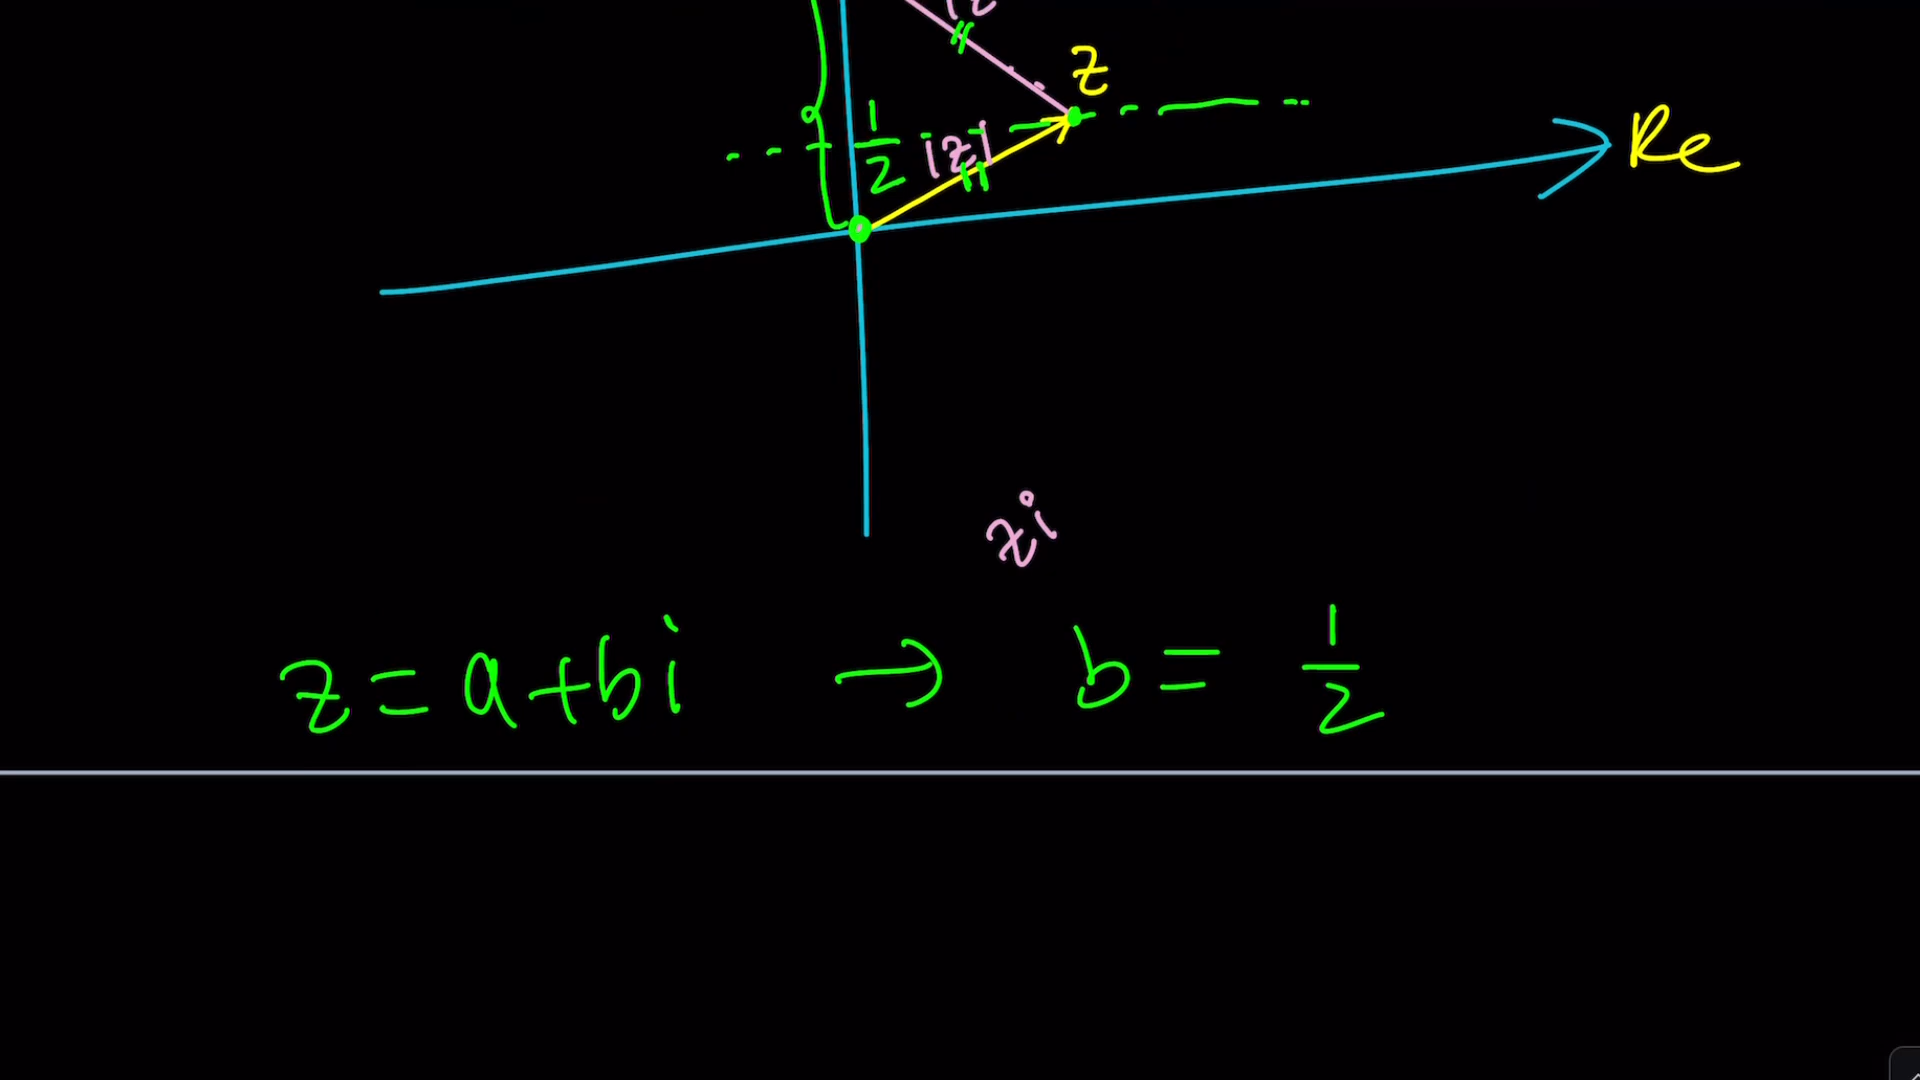 z
Re
1/2 |z|
zi
z = a+bi → b = 1/2